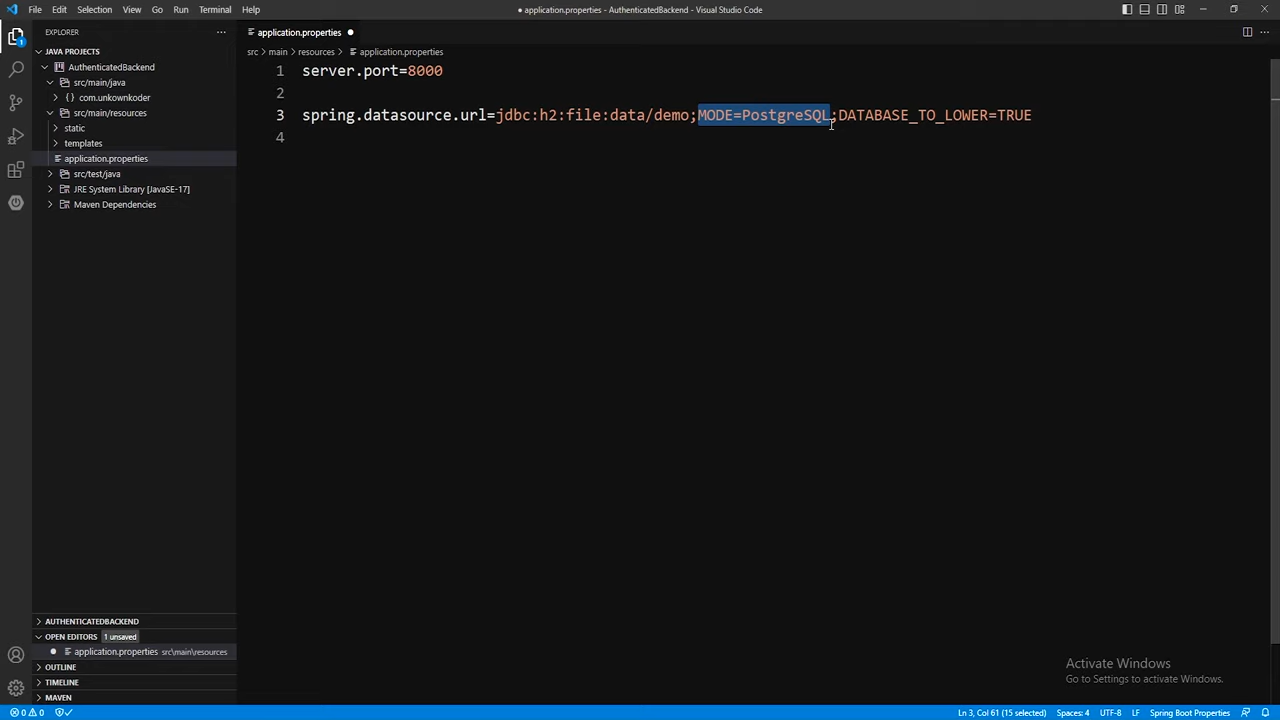 File Edit Selection View Go Run Terminal Help
● application.properties - AuthenticatedBackend - Visual Studio Code
EXPLORER
JAVA PROJECTS
AuthenticatedBackend
src/main/java
{} com.unkownkoder
src/main/resources
static
templates
application.properties
src/test/java
JRE System Library [JavaSE-17]
Maven Dependencies
application.properties ●
src > main > resources > application.properties
1 server.port=8000
2
3 spring.datasource.url=jdbc:h2:file:data/demo;MODE=PostgreSQL;DATABASE_TO_LOWER=TRUE
4
AUTHENTICATEDBACKEND
OPEN EDITORS 1 unsaved
● application.properties src\main\resources
OUTLINE
TIMELINE
MAVEN
Activate Windows
Go to Settings to activate Windows.
0 0 Ln 3, Col 61 (15 selected) Spaces: 4 UTF-8 LF Spring Boot Properties
1